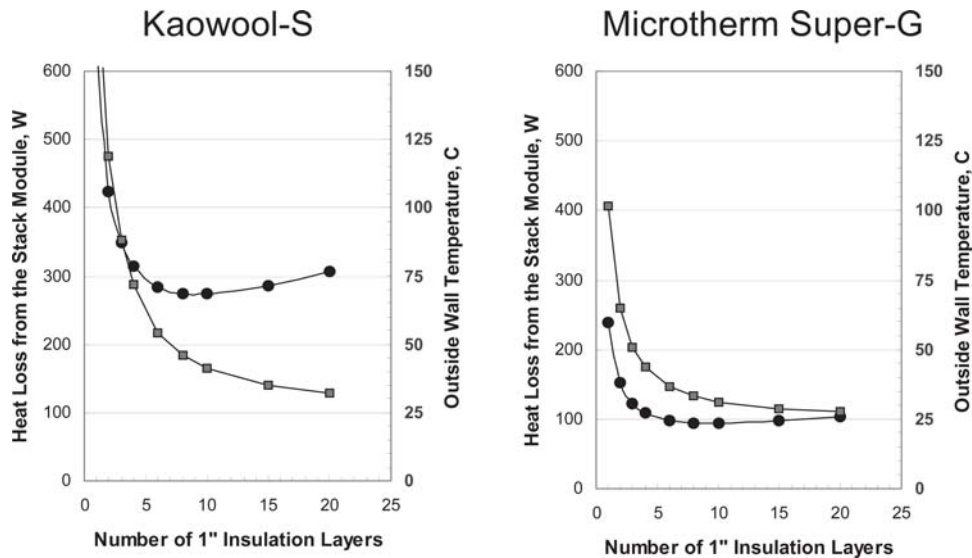 Kaowool-S
Microtherm Super-G
Heat Loss from the Stack Module, W
600
500
400
300
200
100
0
150
125
100
75
50
25
0
Outside Wall Temperature, C
0 5 10 15 20 25
Number of 1" Insulation Layers
Heat Loss from the Stack Module, W
600
500
400
300
200
100
0
150
125
100
75
50
25
0
Outside Wall Temperature, C
0 5 10 15 20 25
Number of 1" Insulation Layers